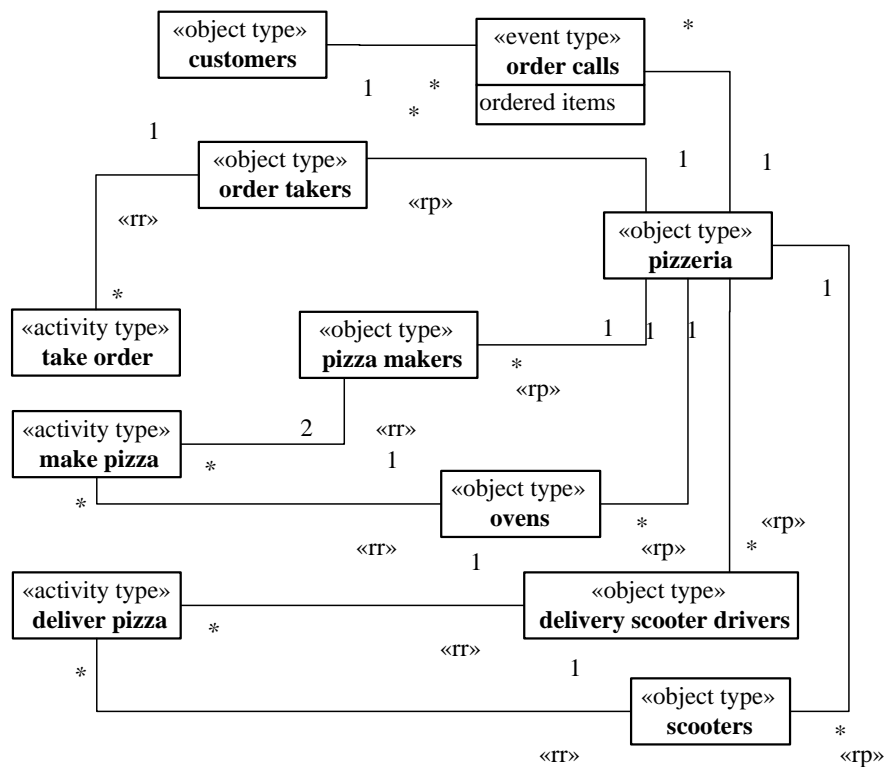 «object type»
customers
«event type»
order calls
ordered items
*
1
*
*
1
«object type»
order takers
1
1
«rr»
«rp»
«object type»
pizzeria
1
*
«activity type»
take order
«object type»
pizza makers
1
1
1
*
«rp»
«activity type»
make pizza
2
«rr»
*
1
*
«object type»
ovens
*
«rp»
«rr»
1
«rp»
*
«activity type»
deliver pizza
«object type»
delivery scooter drivers
*
«rr»
*
1
«object type»
scooters
*
«rr»
«rp»